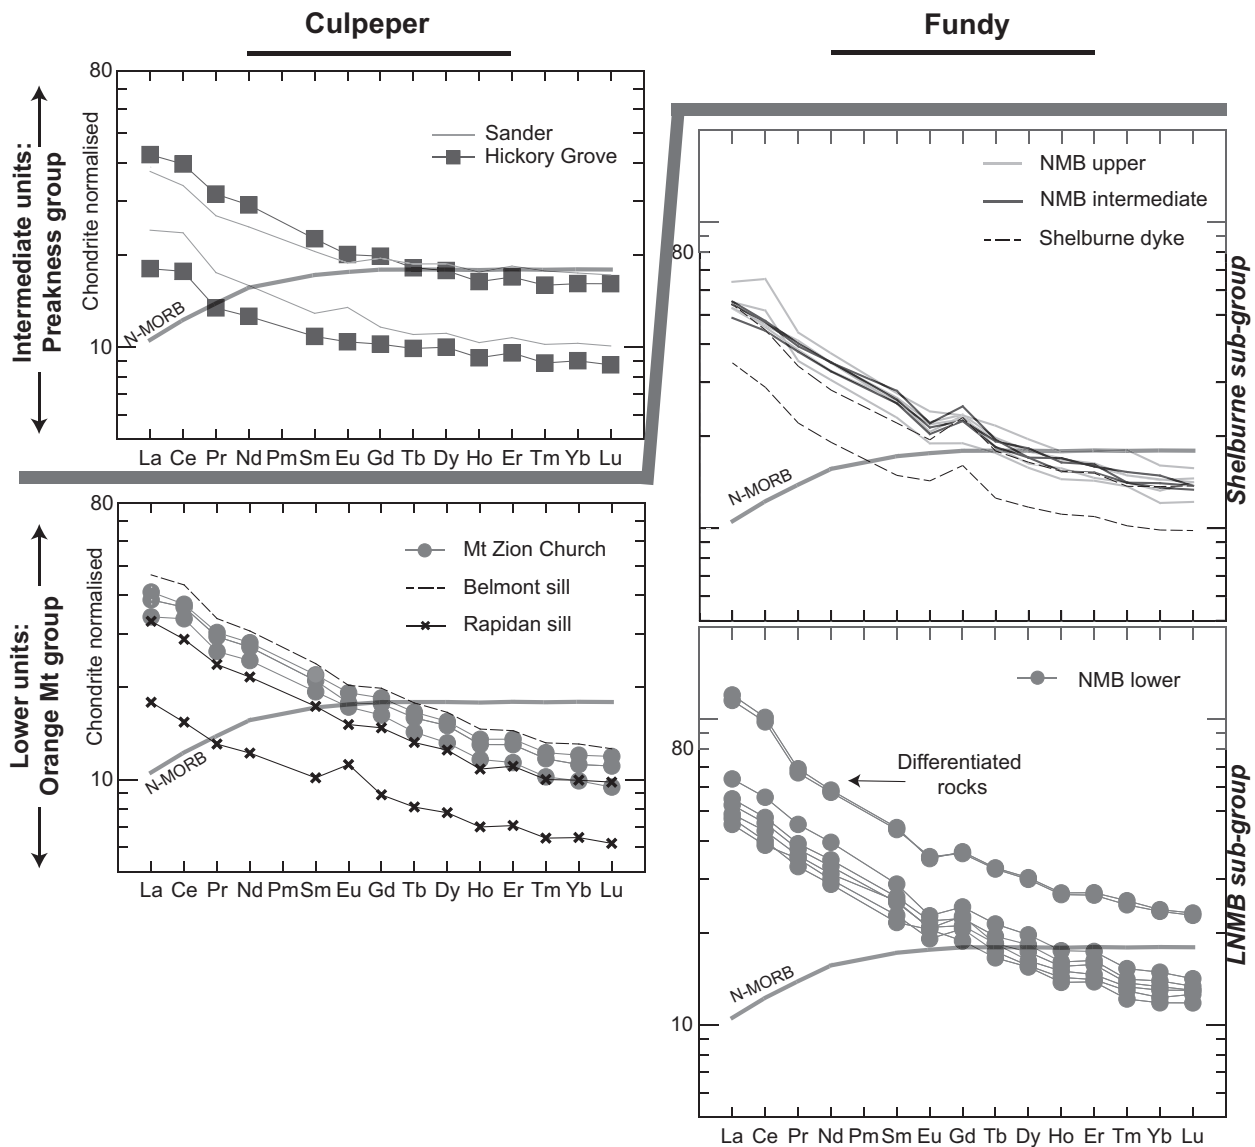 Culpeper
Fundy
Intermediate units:
Preakness group
Chondrite normalised
80
10
Sander
Hickory Grove
N-MORB
La Ce Pr Nd Pm Sm Eu Gd Tb Dy Ho Er Tm Yb Lu
NMB upper
NMB intermediate
Shelburne dyke
80
10
N-MORB
Shelburne sub-group
Lower units:
Orange Mt group
Chondrite normalised
80
10
Mt Zion Church
Belmont sill
Rapidan sill
N-MORB
La Ce Pr Nd Pm Sm Eu Gd Tb Dy Ho Er Tm Yb Lu
NMB lower
80
Differentiated
rocks
N-MORB
10
LNMB sub-group
La Ce Pr Nd Pm Sm Eu Gd Tb Dy Ho Er Tm Yb Lu